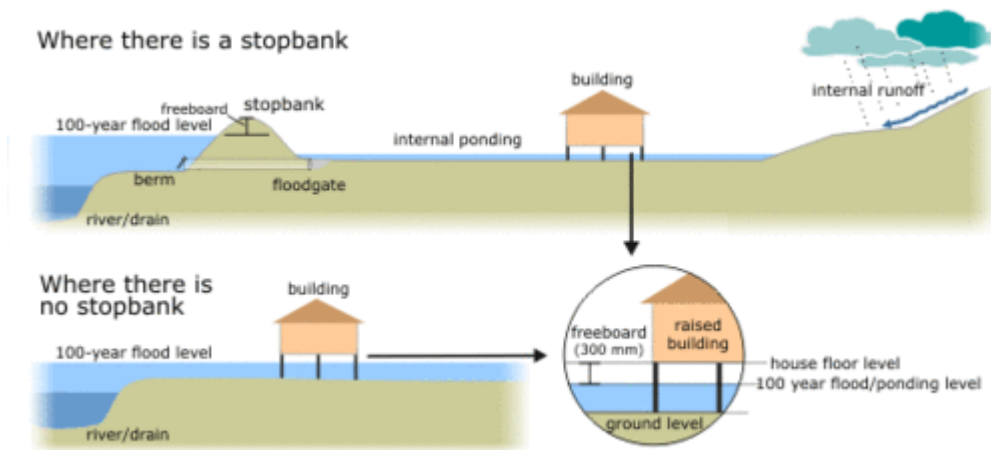 Where there is a stopbank
building
internal runoff
freeboard
stopbank
100-year flood level
internal ponding
berm
floodgate
river/drain
Where there is
no stopbank
building
100-year flood level
river/drain
freeboard
(300 mm)
raised
building
house floor level
100 year flood/ponding level
ground level